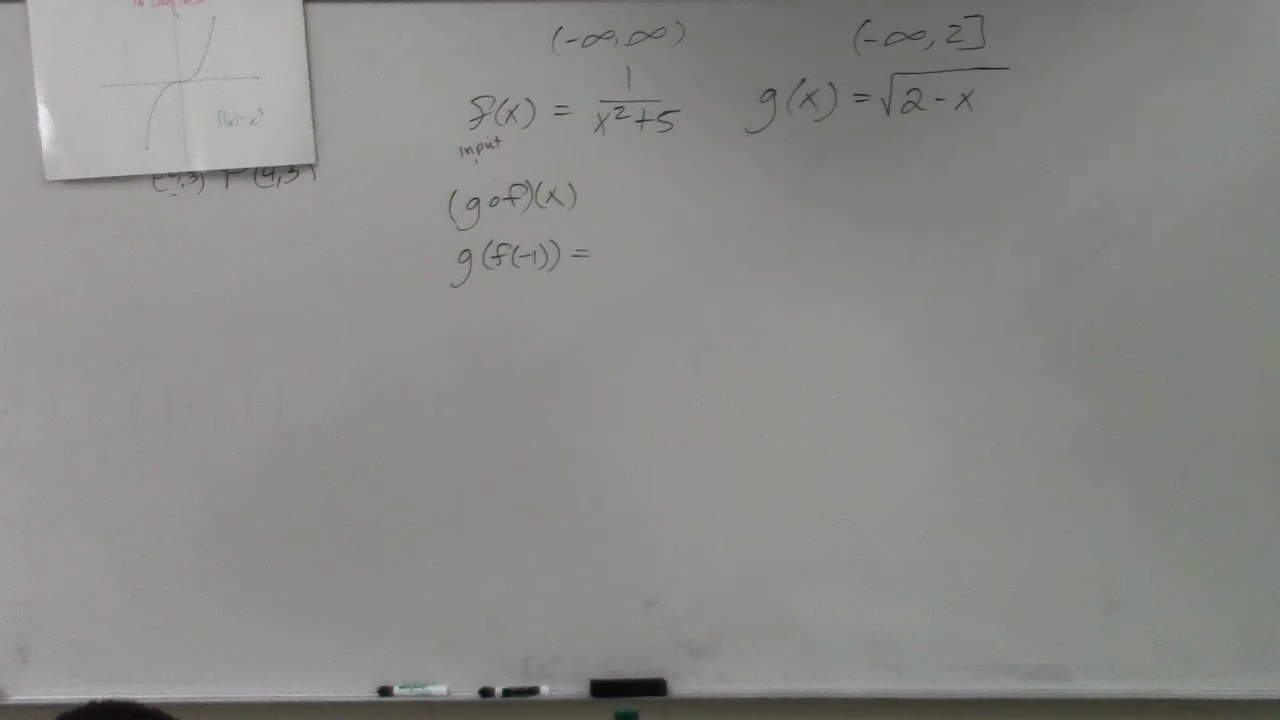 f(x)=x³
(-∞,∞) (-∞,2]
f(x) = 1/(x²+5) g(x) = √(2-x)
input
(g∘f)(x)
g(f(-1)) =